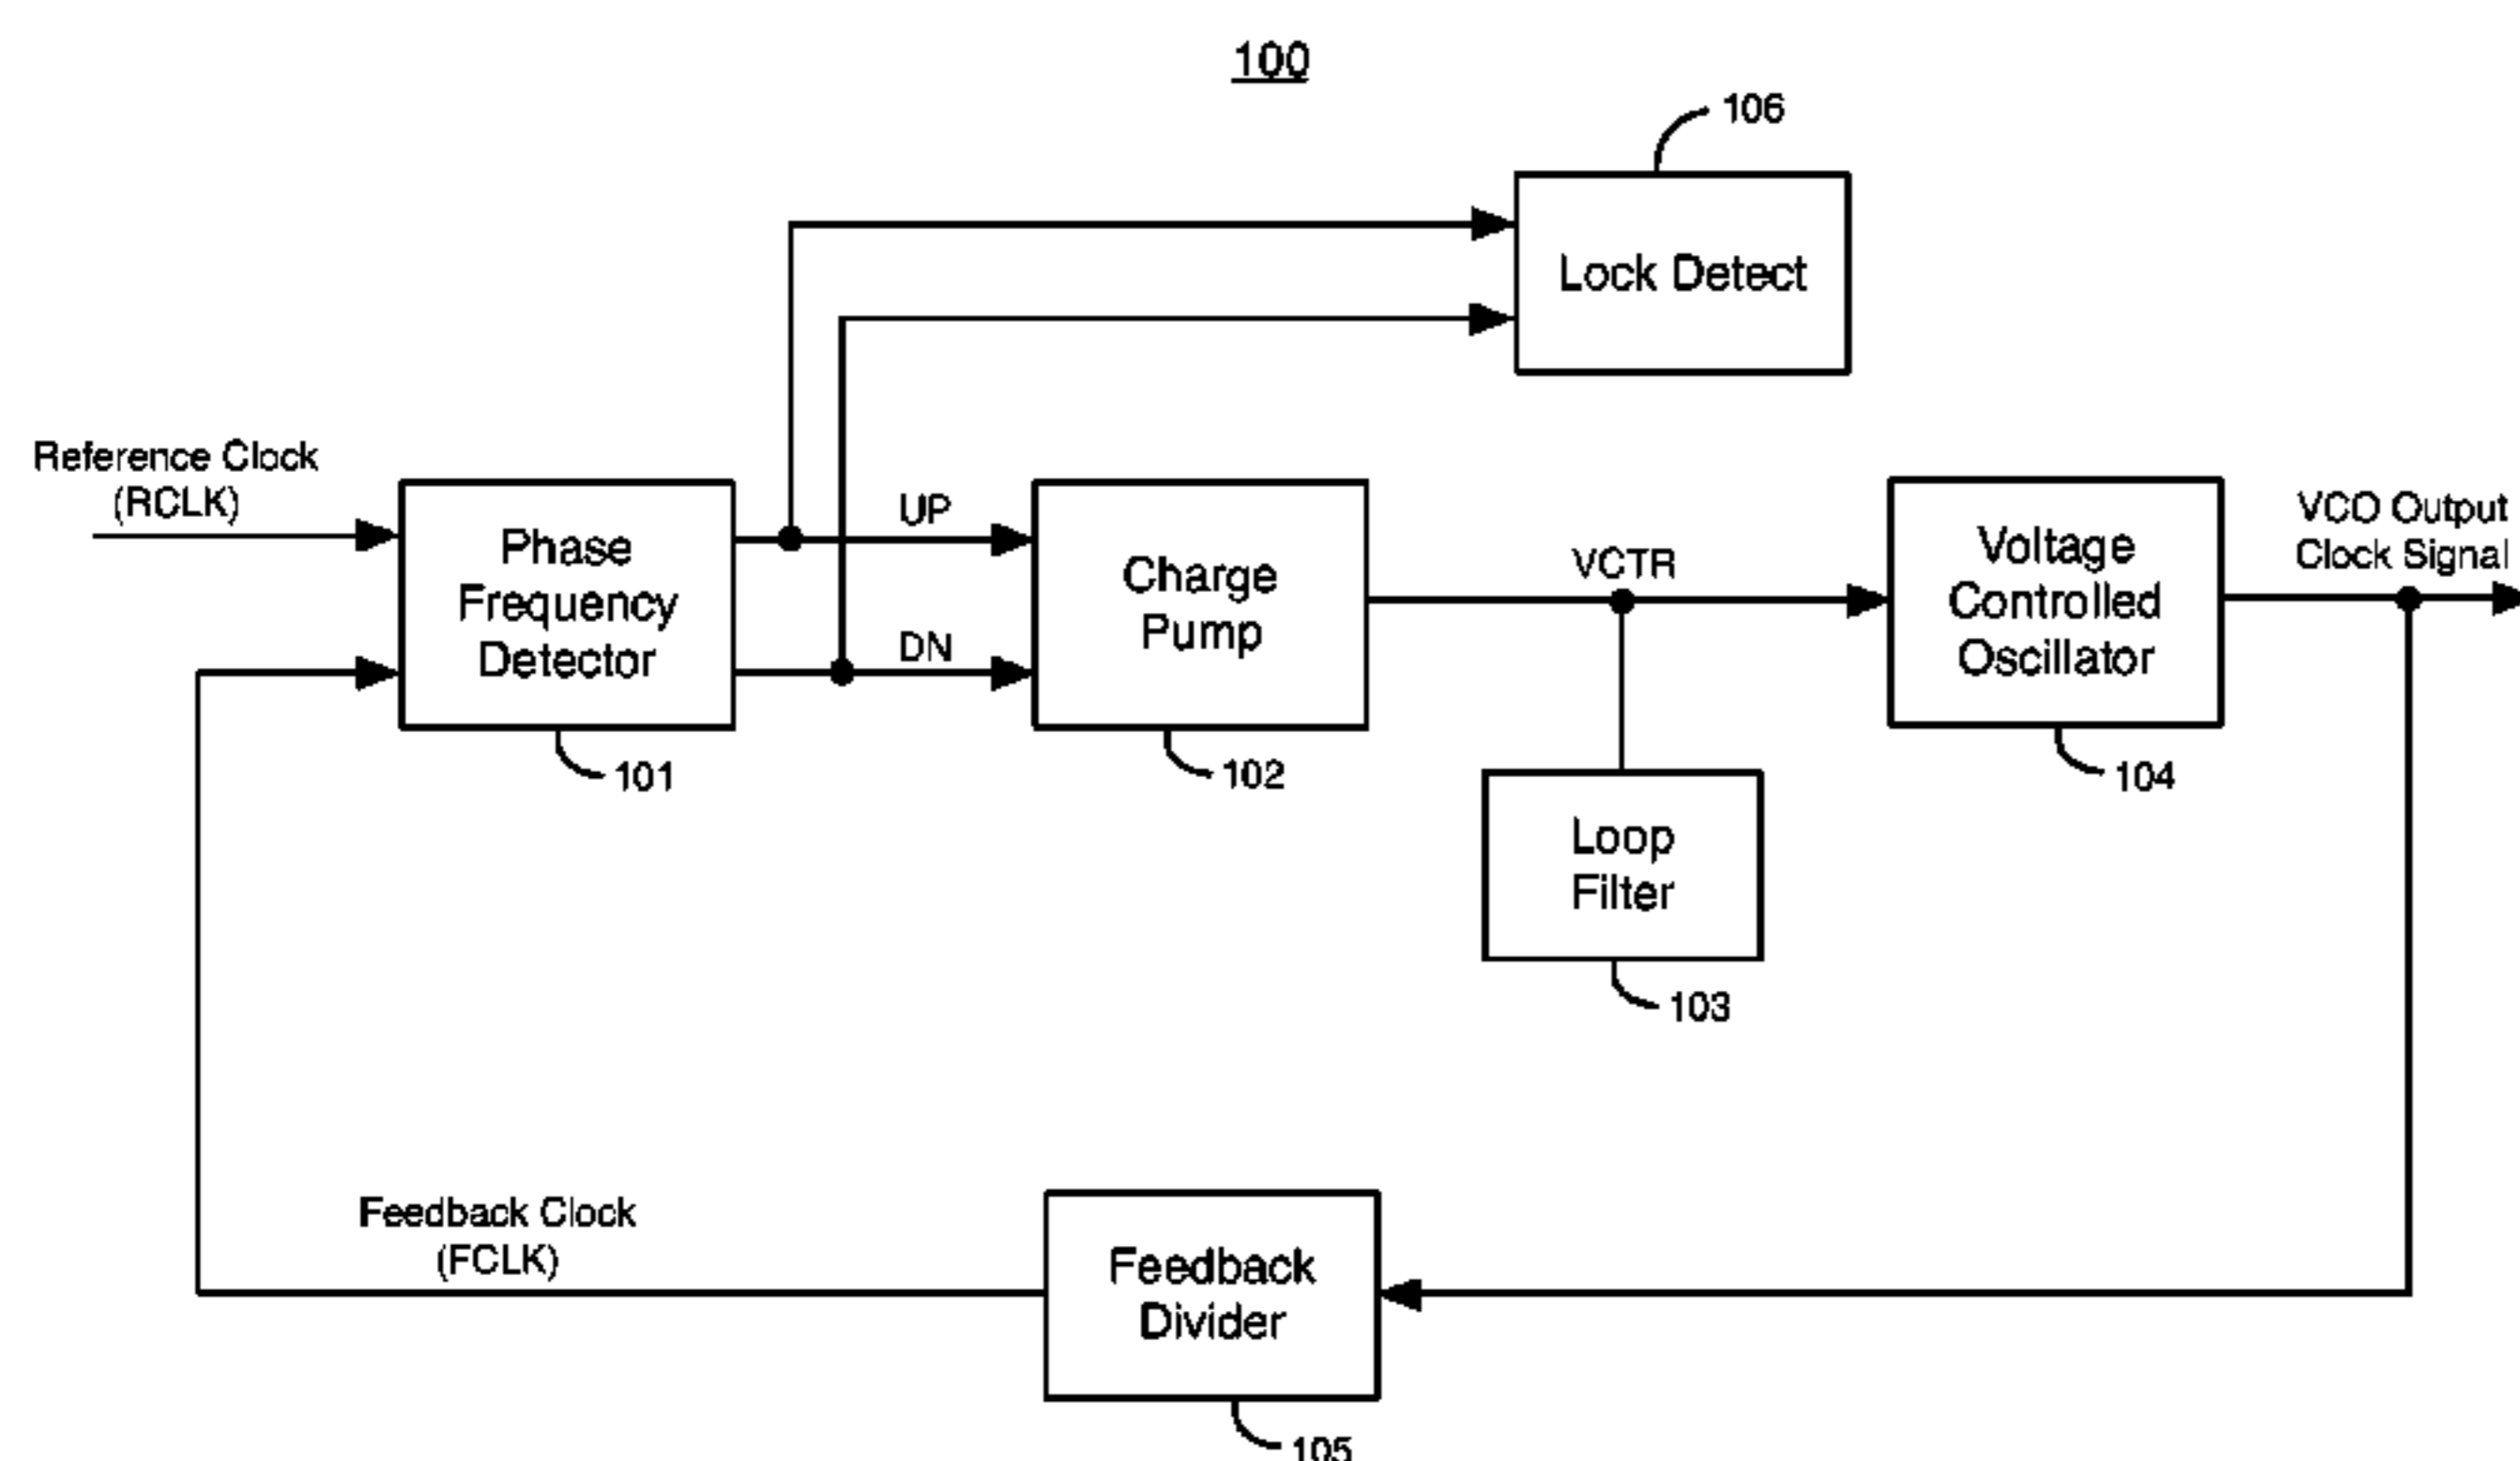 100
106
Lock Detect
Reference Clock
(RCLK)
Phase
Frequency
Detector
101
UP
DN
Charge
Pump
102
VCTR
Loop
Filter
103
Voltage
Controlled
Oscillator
104
VCO Output
Clock Signal
Feedback Clock
(FCLK)
Feedback
Divider
105